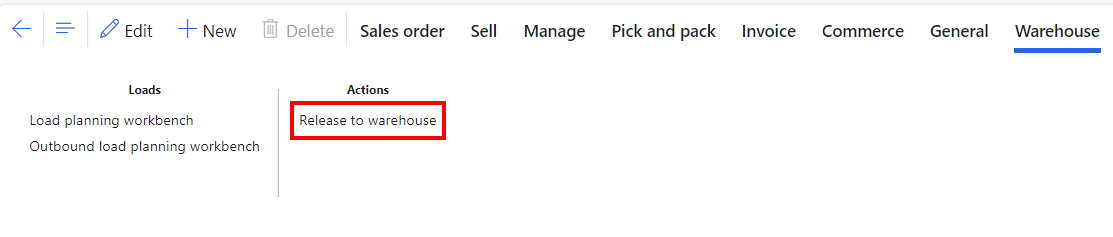 Edit New Delete Sales order Sell Manage Pick and pack Invoice Commerce General Warehouse
Loads Actions
Load planning workbench Release to warehouse
Outbound load planning workbench